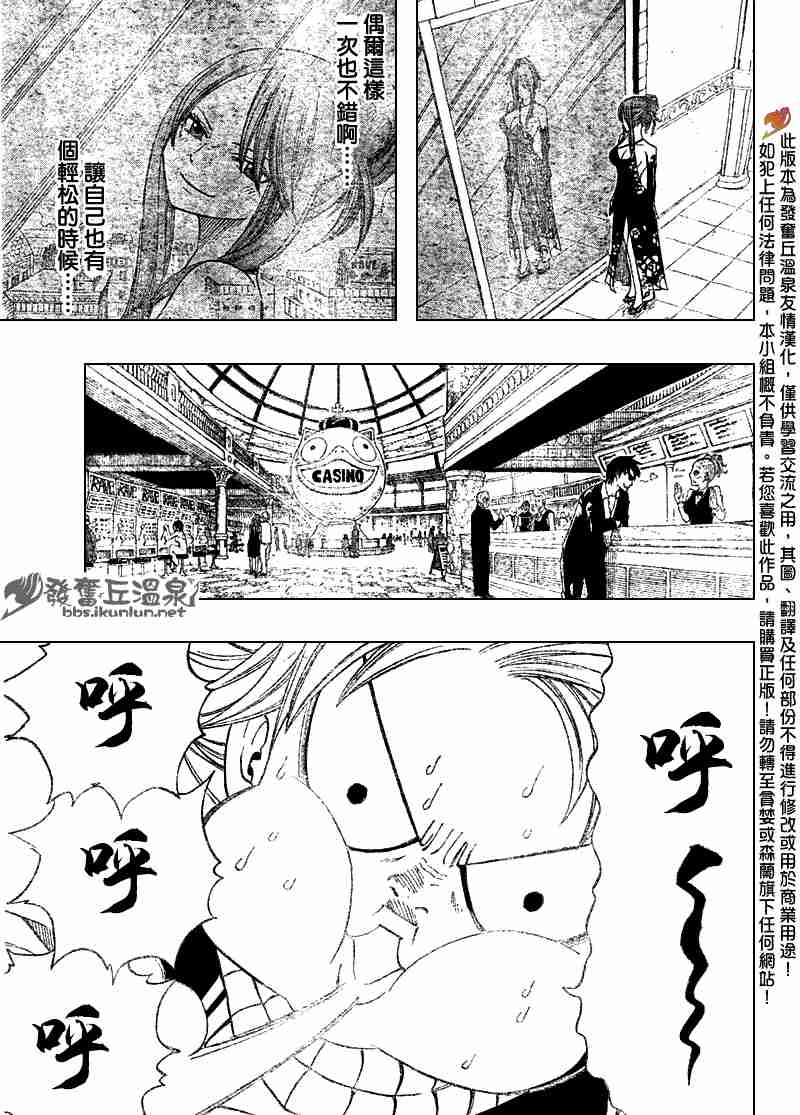 偶爾這樣
一次也不錯啊……
讓自己也有
個輕松的時候……
RAVE
RAVE
RAVE
CASINO
發奮丘溫泉
bbs.ikunlun.net
呼
～
呼
呼
呼
此版本為發奮丘溫泉友情漢化，僅供學習交流之用，其圖、翻譯及任何部份不得進行修改或用於商業用途！
如犯上任何法律問題，本小組概不負責。若您喜歡此作品，請購買正版！請勿轉至貪婪或森蘭旗下任何網站！